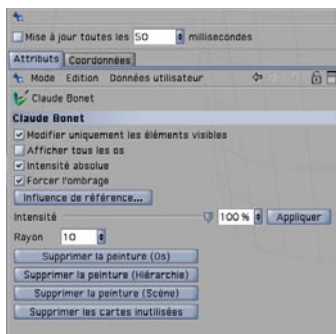 Mise à jour toutes les 50 millisecondes
Attributs Coordonnées
Mode Edition Données utilisateur
Claude Bonet
Claude Bonet
Modifier uniquement les éléments visibles
Afficher tous les os
Intensité absolue
Forcer l'ombrage
Influence de référence...
Intensité 100 % Appliquer
Rayon 10
Supprimer la peinture (Os)
Supprimer la peinture (Hiérarchie)
Supprimer la peinture (Scène)
Supprimer les cartes inutilisées